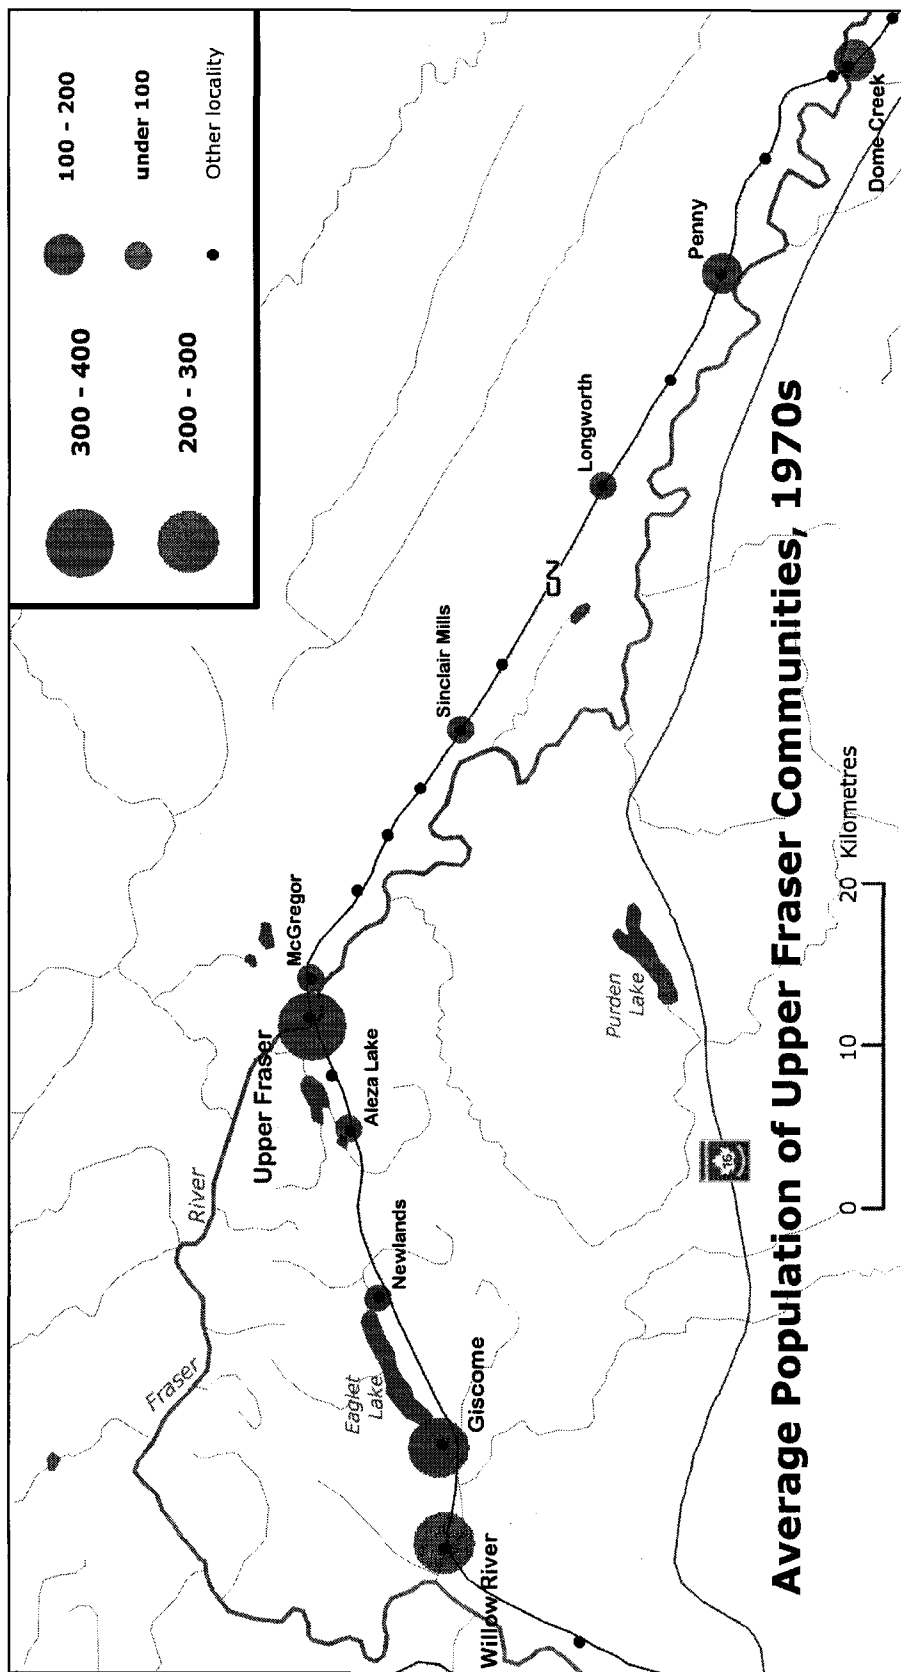 300 - 400
100 - 200
200 - 300
under 100
Other locality
Fraser
River
Upper Fraser
McGregor
Aleza Lake
Newlands
Eaglet
Lake
Giscome
Willow River
Sinclair Mills
CN
Longworth
Penny
Dome Creek
Purden
Lake
16
0 10 20 Kilometres
Average Population of Upper Fraser Communities, 1970s